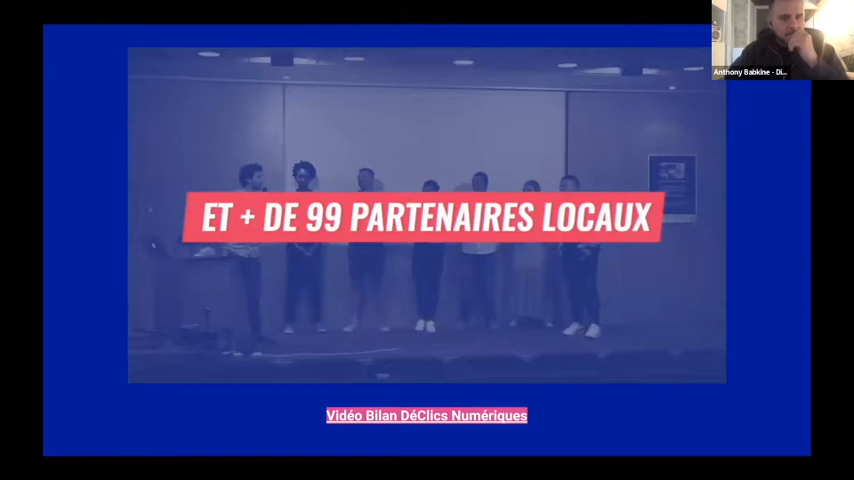 Anthony Babkine - Di...
ET + DE 99 PARTENAIRES LOCAUX
Vidéo Bilan DéClics Numériques